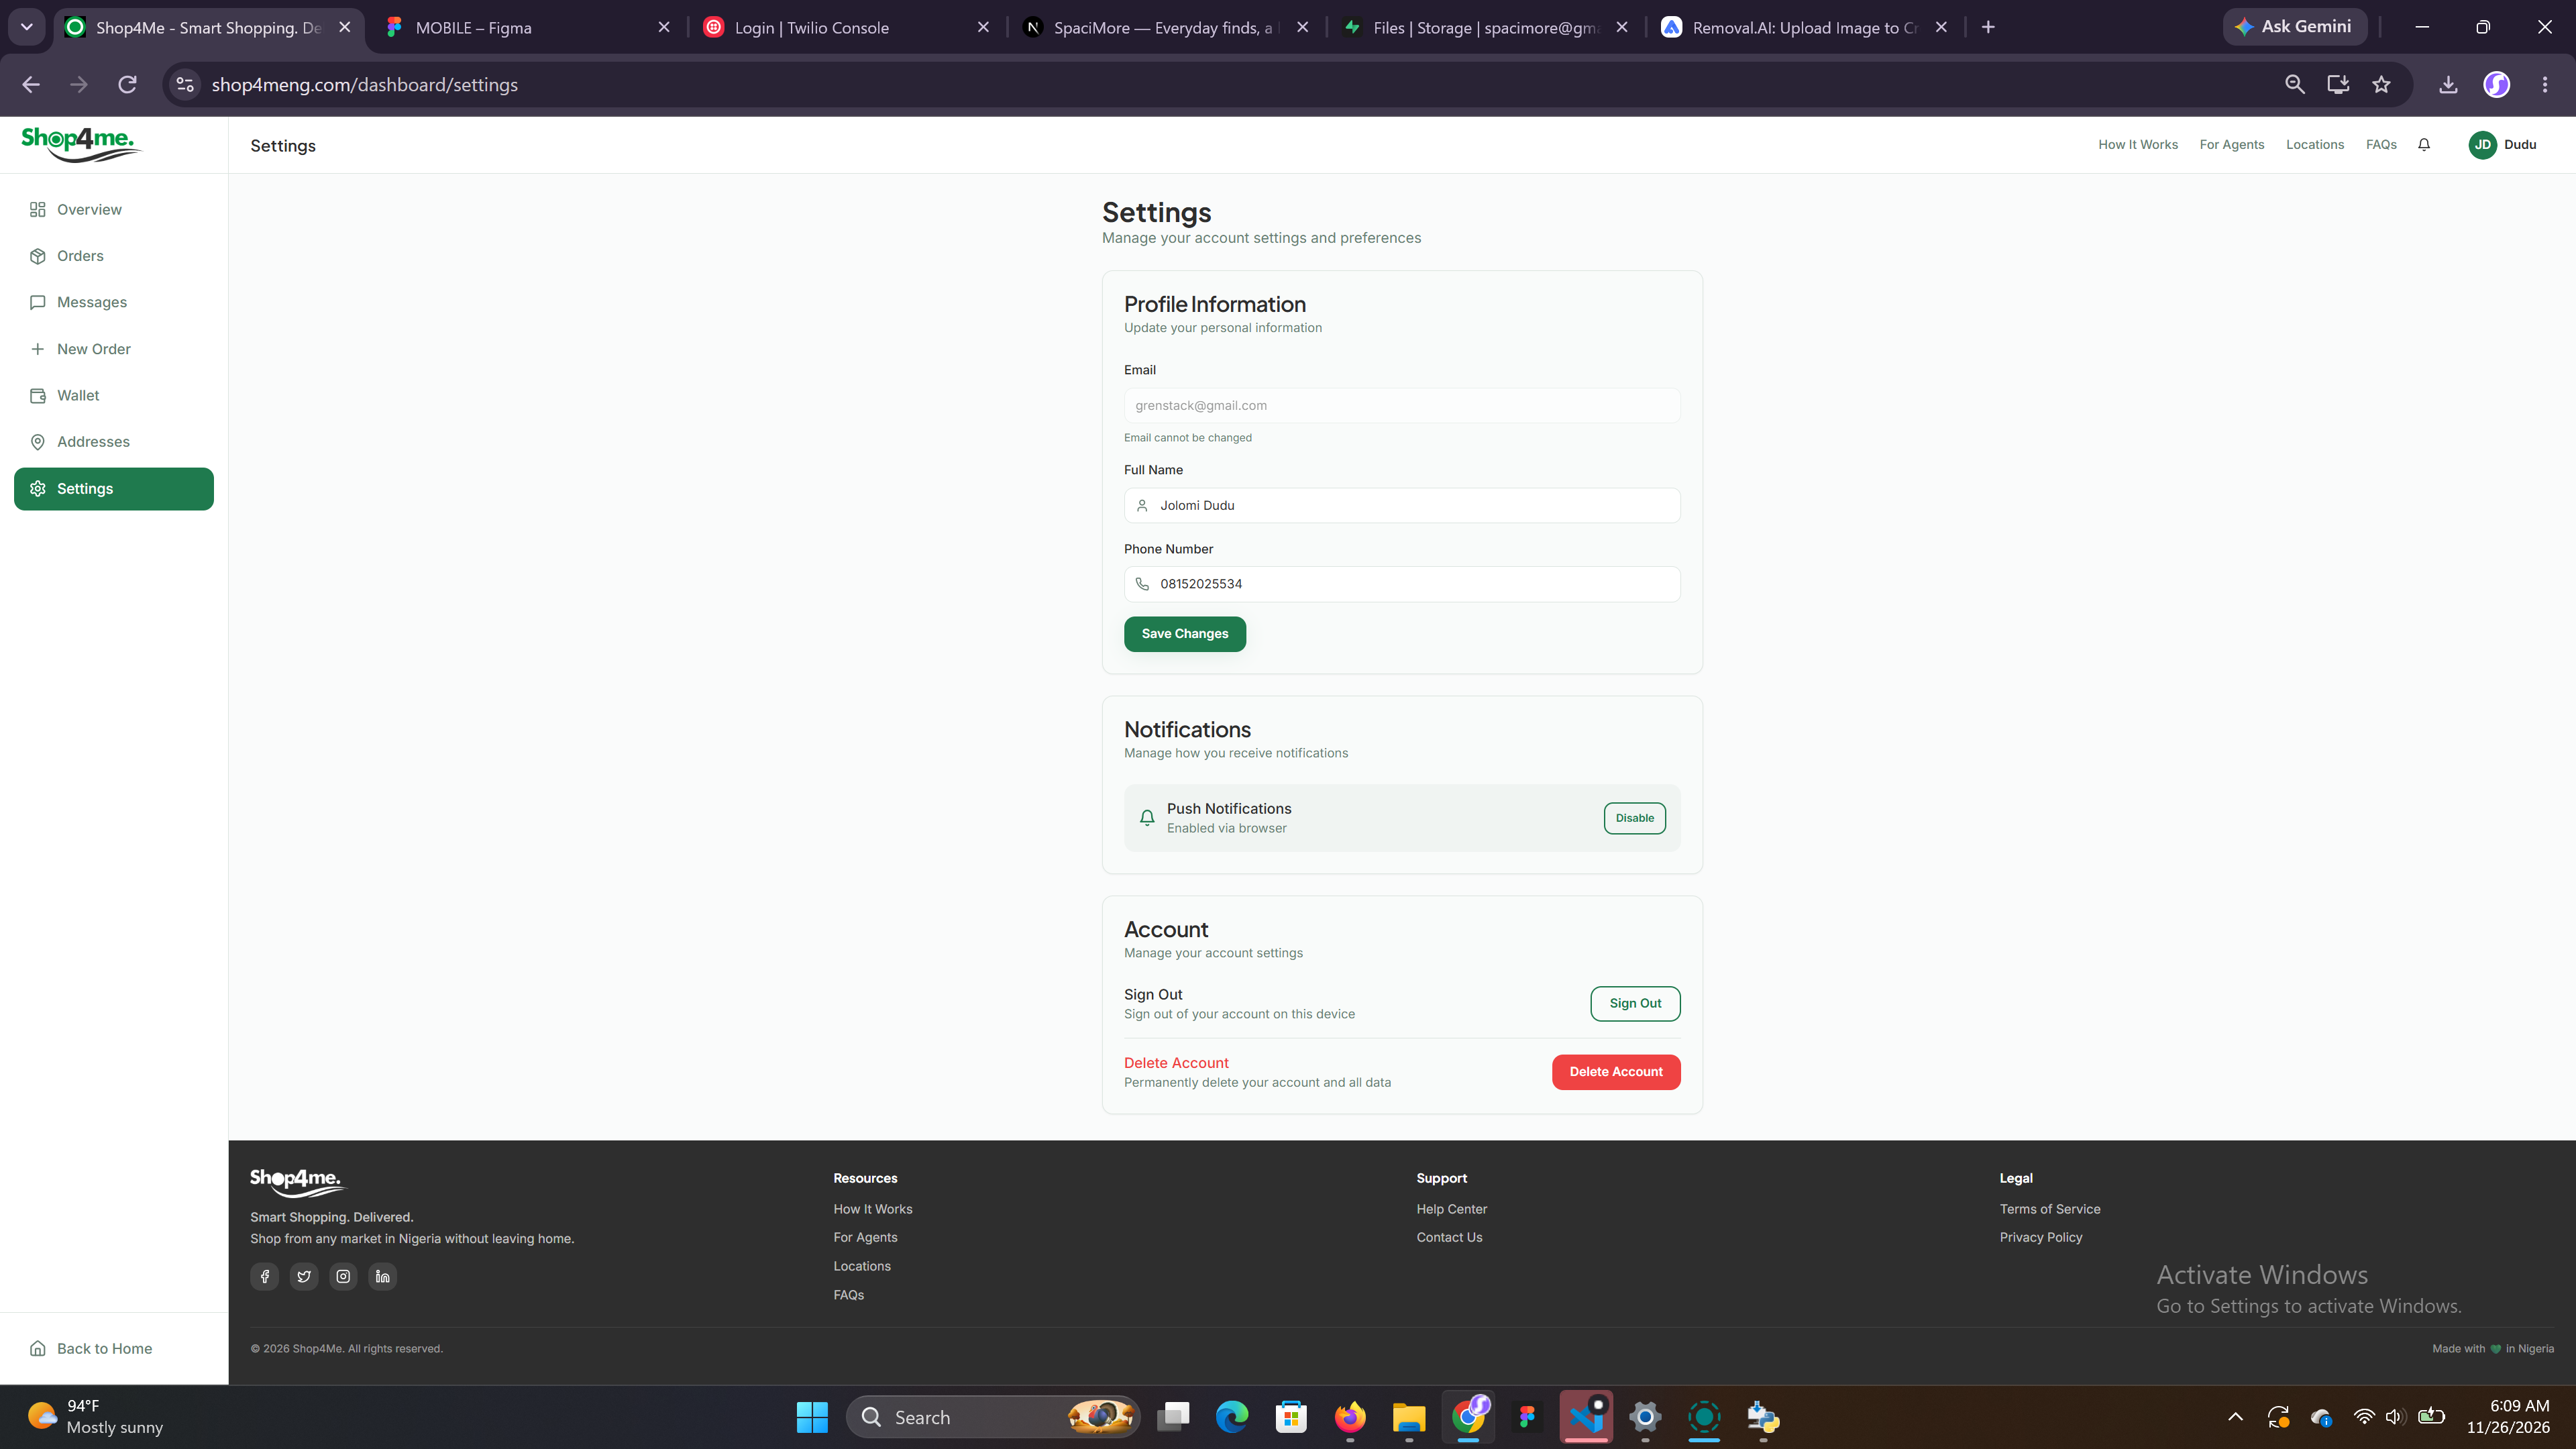 Shop4Me - Smart Shopping. De
MOBILE – Figma
Login | Twilio Console
SpaciMore — Everyday finds, a
Files | Storage | spacimore@gma
Removal.AI: Upload Image to Cr
Ask Gemini
shop4meng.com/dashboard/settings
Shop4me.
Settings
How It Works
For Agents
Locations
FAQs
JD
Dudu
Overview
Orders
Messages
New Order
Wallet
Addresses
Settings
Back to Home
Settings
Manage your account settings and preferences
Profile Information
Update your personal information
Email
grenstack@gmail.com
Email cannot be changed
Full Name
Jolomi Dudu
Phone Number
08152025534
Save Changes
Notifications
Manage how you receive notifications
Push Notifications
Enabled via browser
Disable
Account
Manage your account settings
Sign Out
Sign out of your account on this device
Sign Out
Delete Account
Permanently delete your account and all data
Delete Account
Shop4me.
Smart Shopping. Delivered.
Shop from any market in Nigeria without leaving home.
Resources
How It Works
For Agents
Locations
FAQs
Support
Help Center
Contact Us
Legal
Terms of Service
Privacy Policy
Activate Windows
Go to Settings to activate Windows.
© 2026 Shop4Me. All rights reserved.
Made with 💚 in Nigeria
94°F
Mostly sunny
Search
6:09 AM
11/26/2026